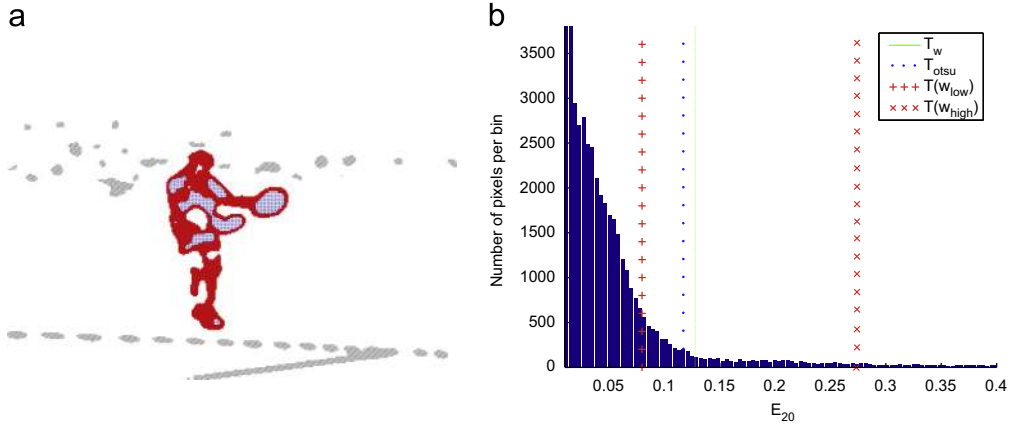 a
b
Number of pixels per bin
3500
3000
2500
2000
1500
1000
500
0
0.05 0.1 0.15 0.2 0.25 0.3 0.35 0.4
E20
Tw
Totsu
T(wlow)
T(whigh)